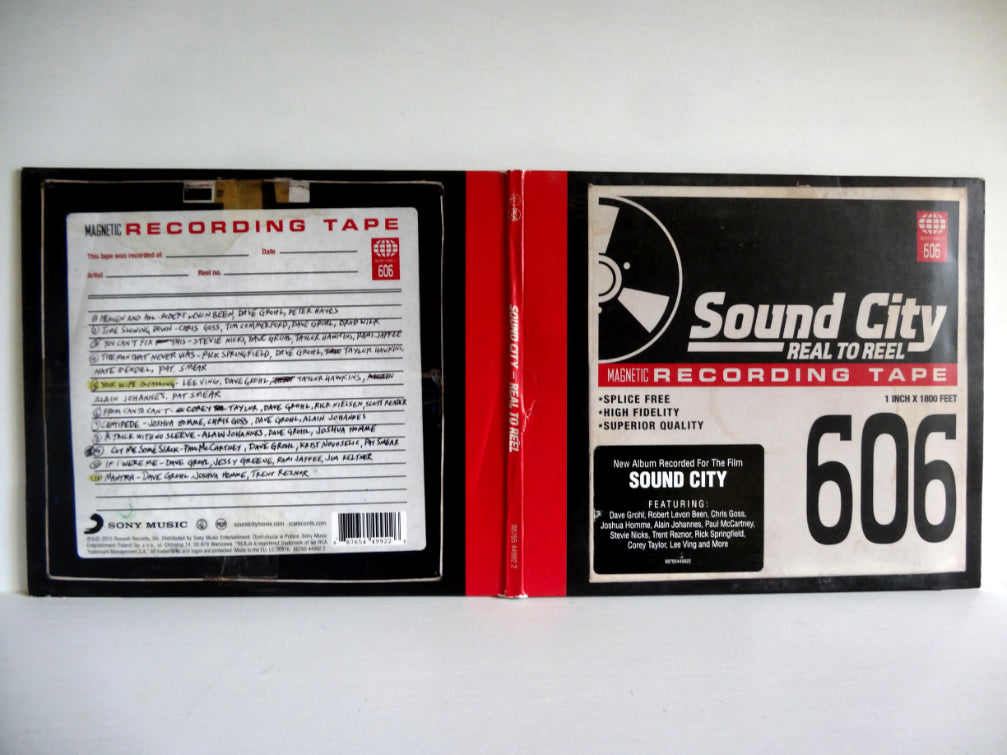 MAGNETIC RECORDING TAPE
This tape was recorded at Date
Artist Reel no.
606
① HEAVEN AND ALL - ROBERT LEVON BEEN, DAVE GROHL, PETER HAYES
② TIME SLOWING DOWN - CHRIS GOSS, TIM COMMERFORD, DAVE GROHL, BRAD WILK
③ YOU CAN'T FIX THIS - STEVIE NICKS, DAVE GROHL, TAYLOR HAWKINS, RAMI JAFFEE
④ THE MAN THAT NEVER WAS - RICK SPRINGFIELD, DAVE GROHL, TAYLOR HAWKINS,
NATE MENDEL, PAT SMEAR
⑤ YOUR WIFE IS CALLING - LEE VING, DAVE GROHL, TAYLOR HAWKINS,
ALAIN JOHANNES, PAT SMEAR
⑥ FROM CAN TO CAN'T - COREY TAYLOR, DAVE GROHL, RICK NIELSEN, SCOTT REEDER
⑦ CENTIPEDE - JOSHUA HOMME, CHRIS GOSS, DAVE GROHL, ALAIN JOHANNES
⑧ A TRICK WITH NO SLEEVE - ALAIN JOHANNES, DAVE GROHL, JOSHUA HOMME
⑨ CUT ME SOME SLACK - PAUL McCARTNEY, DAVE GROHL, KRIST NOVOSELIC, PAT SMEAR
⑩ IF I WERE ME - DAVE GROHL, JESSY GREENE, RAMI JAFFEE, JIM KELTNER
⑪ MANTRA - DAVE GROHL, JOSHUA HOMME, TRENT REZNOR
SONY MUSIC
soundcitymovie.com rcarecords.com
87654 49922
SOUND CITY – REAL TO REEL
88765 44992 2
606
Sound City
REAL TO REEL
MAGNETIC RECORDING TAPE
*SPLICE FREE
*HIGH FIDELITY
*SUPERIOR QUALITY
1 INCH X 1800 FEET
606
New Album Recorded For The Film
SOUND CITY
FEATURING:
Dave Grohl, Robert Levon Been, Chris Goss,
Joshua Homme, Alain Johannes, Paul McCartney,
Stevie Nicks, Trent Reznor, Rick Springfield,
Corey Taylor, Lee Ving and More
88765449922